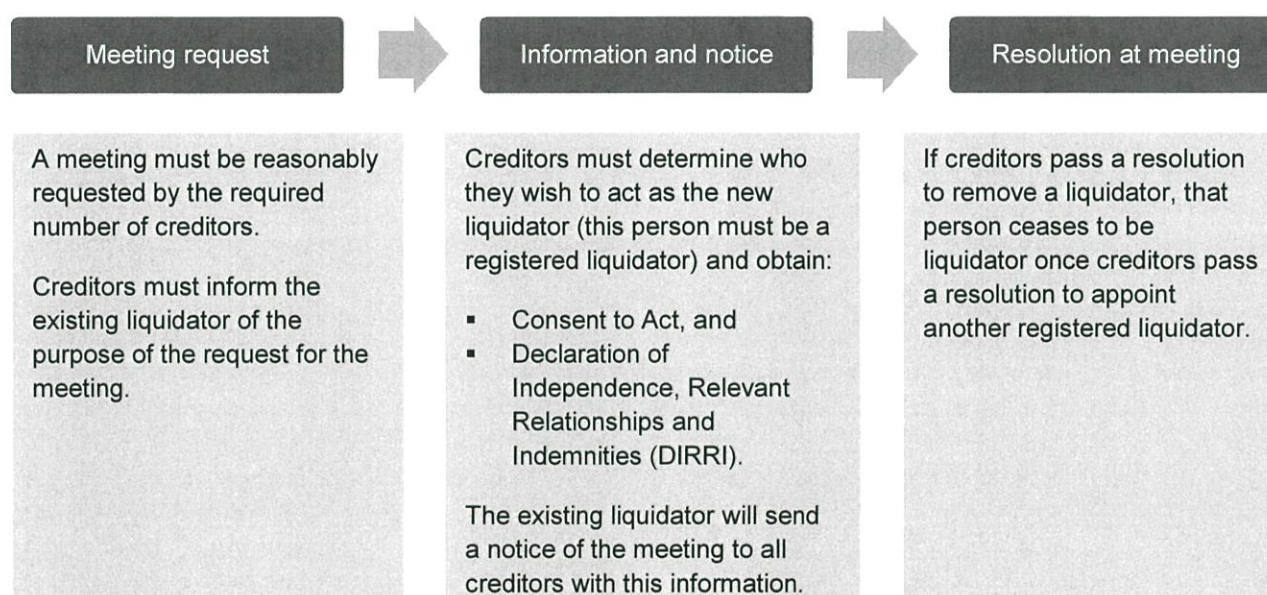 Meeting request
Information and notice
Resolution at meeting
A meeting must be reasonably
requested by the required
number of creditors.
Creditors must inform the
existing liquidator of the
purpose of the request for the
meeting.
Creditors must determine who
they wish to act as the new
liquidator (this person must be a
registered liquidator) and obtain:
▪ Consent to Act, and
▪ Declaration of
Independence, Relevant
Relationships and
Indemnities (DIRRI).
The existing liquidator will send
a notice of the meeting to all
creditors with this information.
If creditors pass a resolution
to remove a liquidator, that
person ceases to be
liquidator once creditors pass
a resolution to appoint
another registered liquidator.